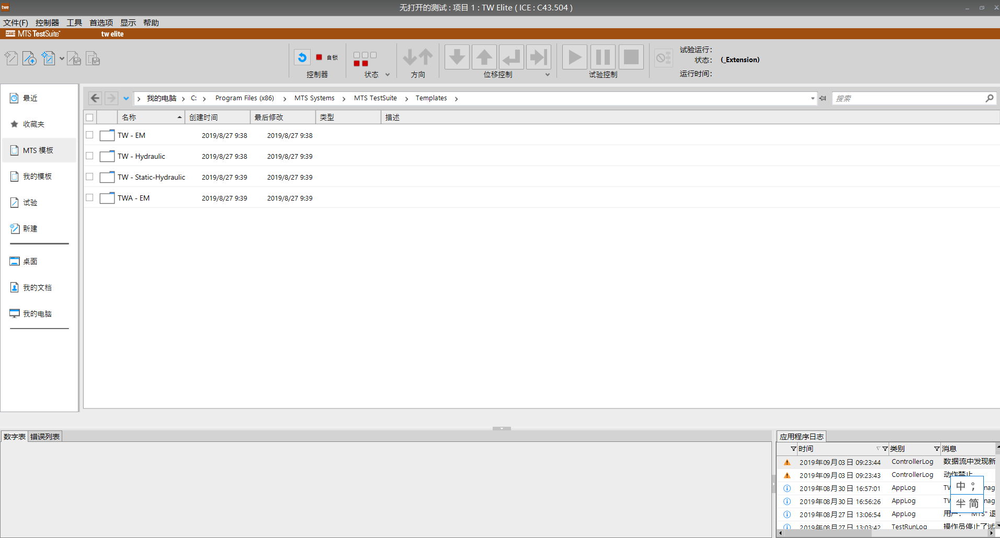 twe
无打开的测试 : 项目 1 : TW Elite ( ICE : C43.504 )
文件(F) 控制器 工具 首选项 显示 帮助
MTS MTS TestSuite™ tw elite
自锁
控制器 状态 方向 位移控制 试验控制
试验运行:
状态: (_Extension)
运行时间:
最近
收藏夹
MTS 模板
我的模板
试验
新建
桌面
我的文档
我的电脑
我的电脑 C: Program Files (x86) MTS Systems MTS TestSuite Templates
搜索
名称 创建时间 最后修改 类型 描述
TW - EM 2019/8/27 9:38 2019/8/27 9:38
TW - Hydraulic 2019/8/27 9:38 2019/8/27 9:39
TW - Static-Hydraulic 2019/8/27 9:39 2019/8/27 9:39
TWA - EM 2019/8/27 9:39 2019/8/27 9:39
数字表 错误列表
应用程序日志
时间 类别 消息
2019年09月03日 09:23:44 ControllerLog 数据流中发现新
2019年09月03日 09:23:43 ControllerLog 动作禁止
2019年08月30日 16:57:01 AppLog nag
2019年08月30日 16:56:26 AppLog nag
2019年08月27日 13:06:54 AppLog 用户: "MTS" 退
2019年08月27日 13:03:42 TestRunLog 操作员停止了试
中 ；
半 简